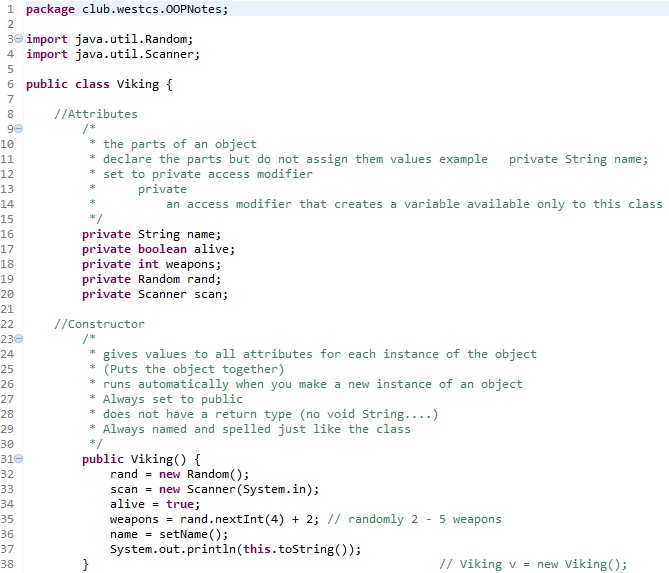 1 package club.westcs.OOPNotes;
2
3 import java.util.Random;
4 import java.util.Scanner;
5
6 public class Viking {
7
8     //Attributes
9         /*
10          * the parts of an object
11          * declare the parts but do not assign them values example   private String name;
12          * set to private access modifier
13          *      private
14          *          an access modifier that creates a variable available only to this class
15          */
16         private String name;
17         private boolean alive;
18         private int weapons;
19         private Random rand;
20         private Scanner scan;
21
22     //Constructor
23         /*
24          * gives values to all attributes for each instance of the object
25          * (Puts the object together)
26          * runs automatically when you make a new instance of an object
27          * Always set to public
28          * does not have a return type (no void String....)
29          * Always named and spelled just like the class
30          */
31         public Viking() {
32             rand = new Random();
33             scan = new Scanner(System.in);
34             alive = true;
35             weapons = rand.nextInt(4) + 2; // randomly 2 - 5 weapons
36             name = setName();
37             System.out.println(this.toString());
38         }                                                  // Viking v = new Viking();